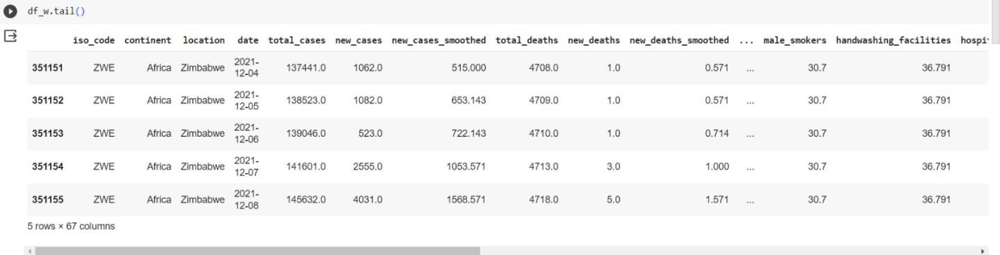 df_w.tail()
iso_code continent location date total_cases new_cases new_cases_smoothed total_deaths new_deaths new_deaths_smoothed ... male_smokers handwashing_facilities hospi
351151 ZWE Africa Zimbabwe 2021-12-04 137441.0 1062.0 515.000 4708.0 1.0 0.571 ... 30.7 36.791
351152 ZWE Africa Zimbabwe 2021-12-05 138523.0 1082.0 653.143 4709.0 1.0 0.571 ... 30.7 36.791
351153 ZWE Africa Zimbabwe 2021-12-06 139046.0 523.0 722.143 4710.0 1.0 0.714 ... 30.7 36.791
351154 ZWE Africa Zimbabwe 2021-12-07 141601.0 2555.0 1053.571 4713.0 3.0 1.000 ... 30.7 36.791
351155 ZWE Africa Zimbabwe 2021-12-08 145632.0 4031.0 1568.571 4718.0 5.0 1.571 ... 30.7 36.791
5 rows × 67 columns